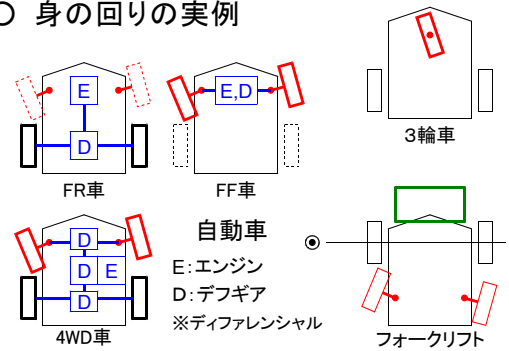 ○ 身の回りの実例
E
D
FR車
E,D
FF車
3輪車
D
D E
D
4WD車
自動車
E:エンジン
D:デフギア
※ディファレンシャル
フォークリフト